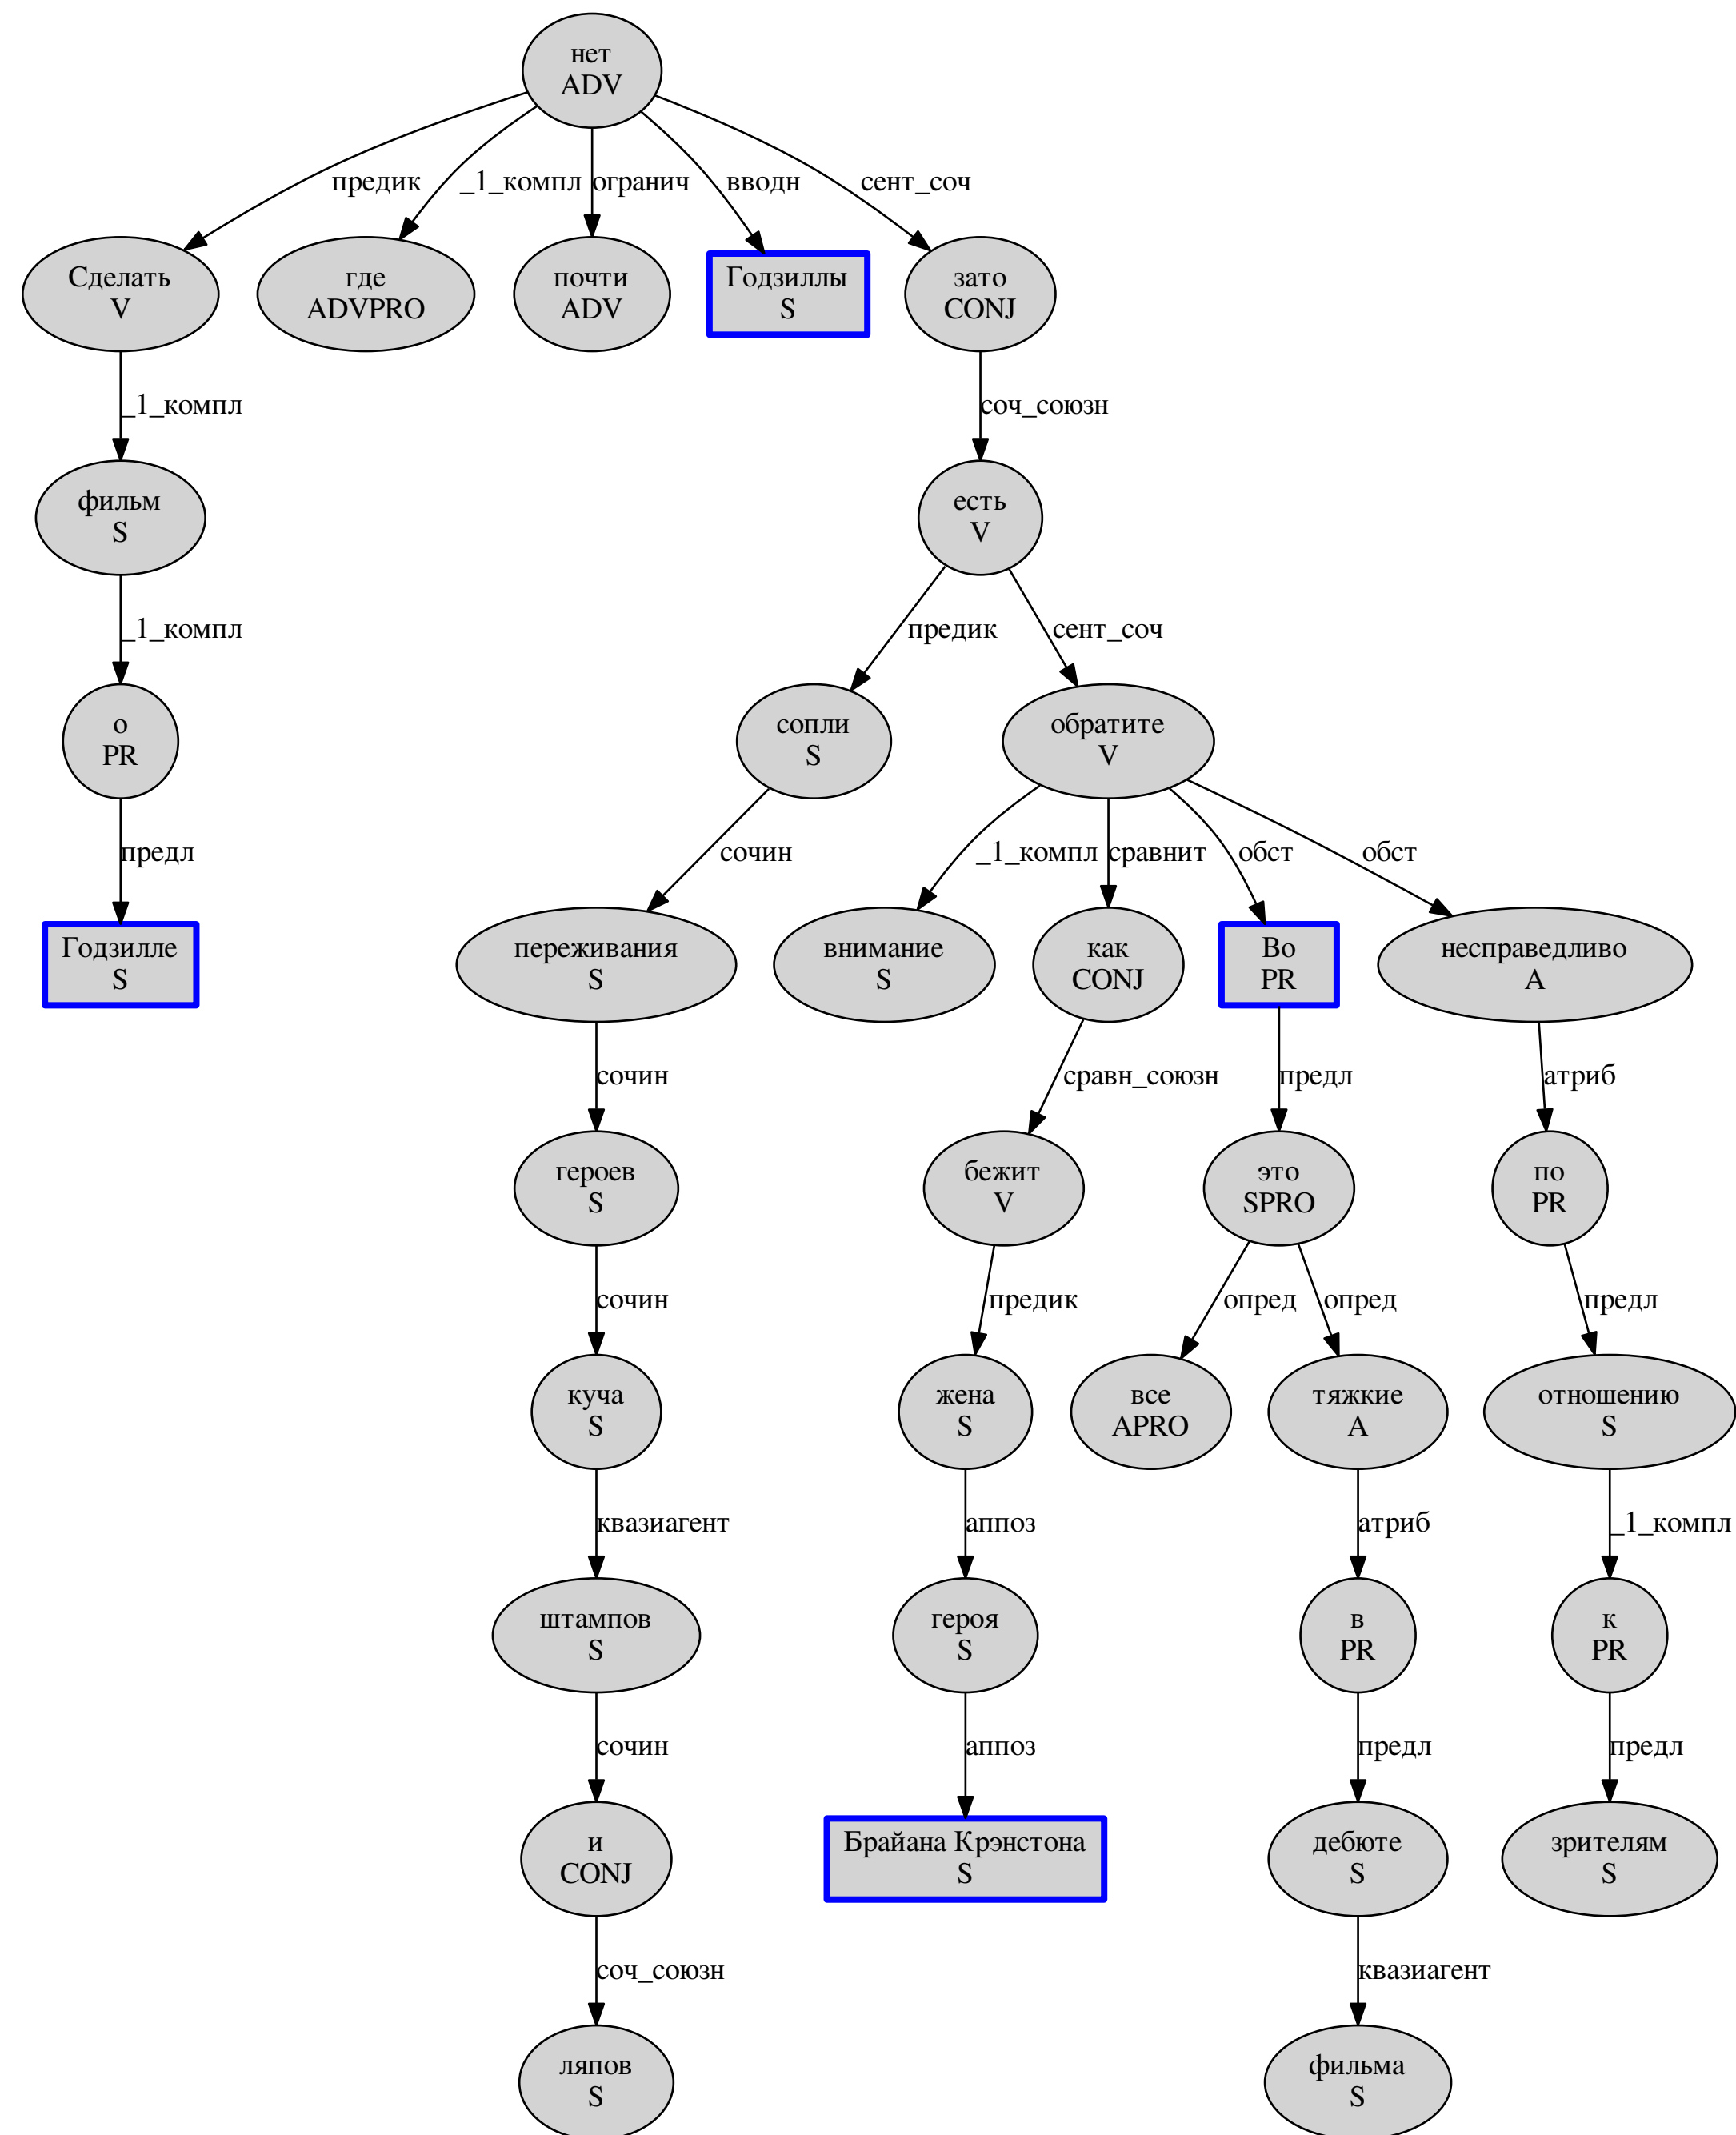 нет
ADV
предик
_1_компл
огранич
вводн
сент_соч
Сделать
V
где
ADVPRO
почти
ADV
Годзиллы
S
зато
CONJ
_1_компл
соч_союзн
фильм
S
есть
V
_1_компл
предик
сент_соч
о
PR
сопли
S
обратите
V
предл
сочин
_1_компл
сравнит
обст
обст
Годзилле
S
переживания
S
внимание
S
как
CONJ
Во
PR
несправедливо
A
сочин
сравн_союзн
предл
атриб
героев
S
бежит
V
это
SPRO
по
PR
сочин
предик
опред
опред
предл
куча
S
жена
S
все
APRO
тяжкие
A
отношению
S
квазиагент
аппоз
атриб
_1_компл
штампов
S
героя
S
в
PR
к
PR
сочин
аппоз
предл
предл
и
CONJ
Брайана Крэнстона
S
дебюте
S
зрителям
S
соч_союзн
квазиагент
ляпов
S
фильма
S